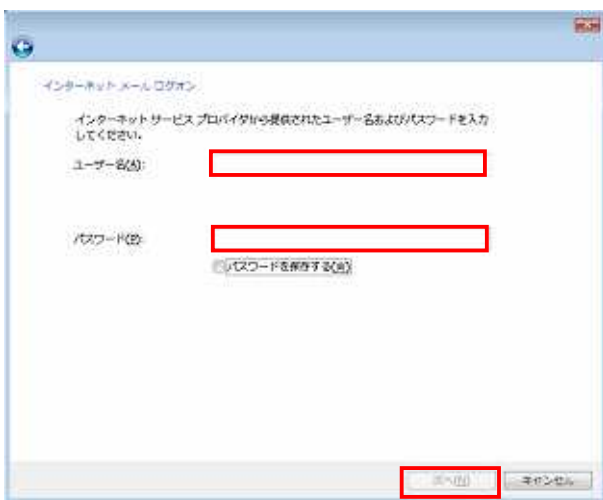 インターネット メール ログオン
インターネット サービス プロバイダから提供されたユーザー名およびパスワードを入力
してください。
ユーザー名(A):
パスワード(P):
パスワードを保存する(W)
次へ(N)
キャンセル